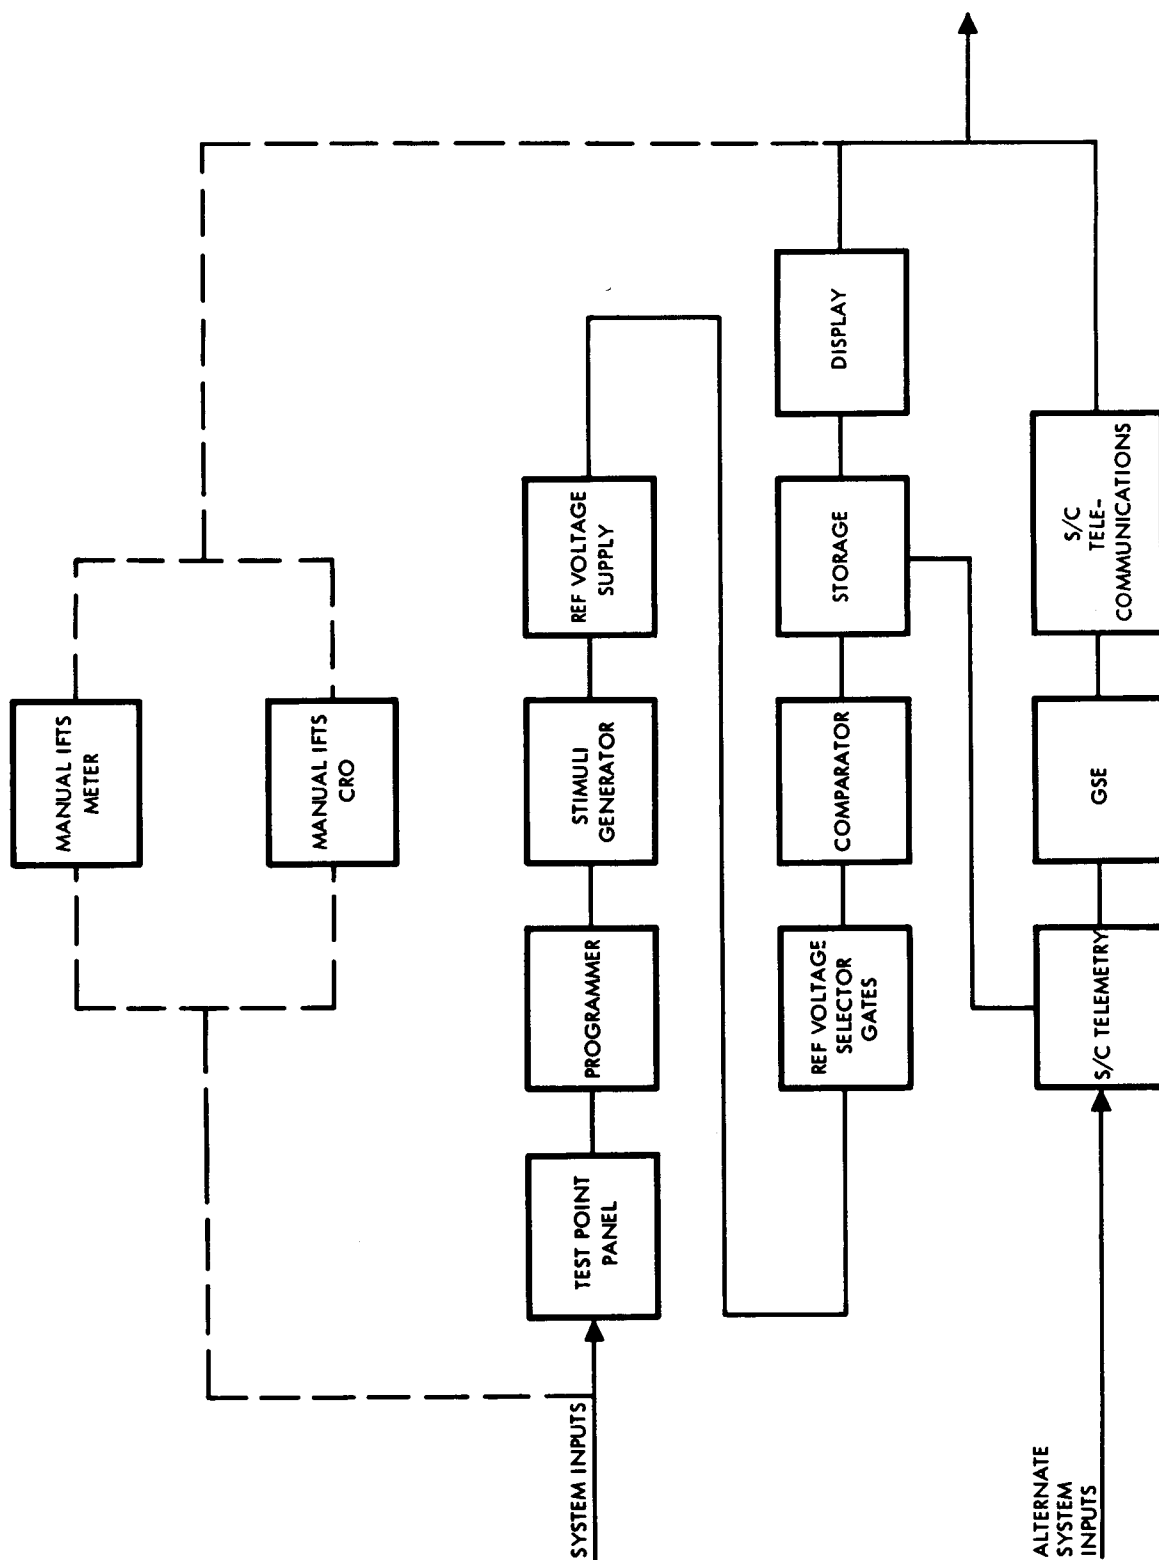 MANUAL IFTS
METER
MANUAL IFTS
CRO
SYSTEM INPUTS
TEST POINT
PANEL
PROGRAMMER
STIMULI
GENERATOR
REF VOLTAGE
SUPPLY
REF VOLTAGE
SELECTOR
GATES
COMPARATOR
STORAGE
DISPLAY
ALTERNATE
SYSTEM
INPUTS
S/C TELEMETRY
GSE
S/C
TELE-
COMMUNICATIONS